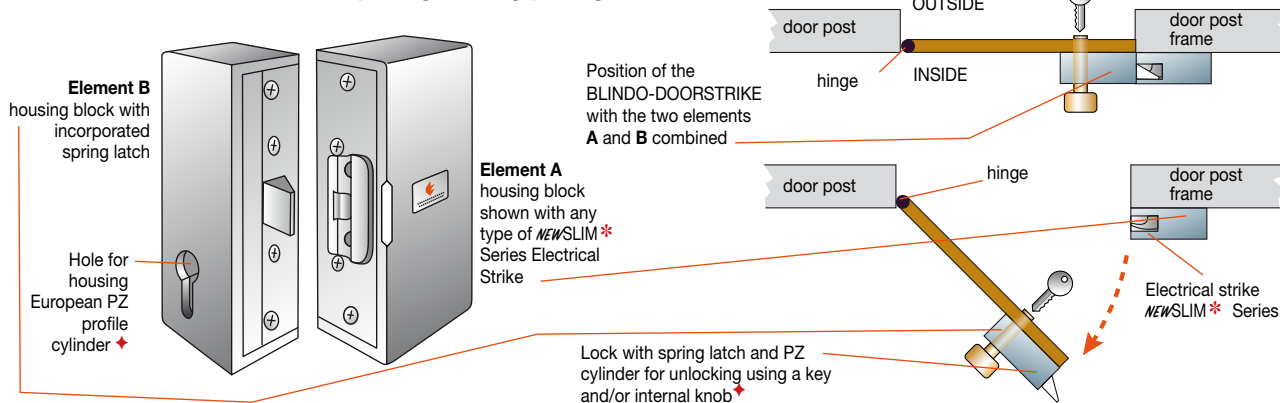 Element B
housing block with
incorporated
spring latch
Hole for
housing
European PZ
profile
cylinder ✦
Element A
housing block
shown with any
type of NEWSLIM *
Series Electrical
Strike
Position of the
BLINDO-DOORSTRIKE
with the two elements
A and B combined
OUTSIDE
door post
door post
frame
hinge
INSIDE
door post
hinge
door post
frame
Electrical strike
NEWSLIM * Series
Lock with spring latch and PZ
cylinder for unlocking using a key
and/or internal knob ✦